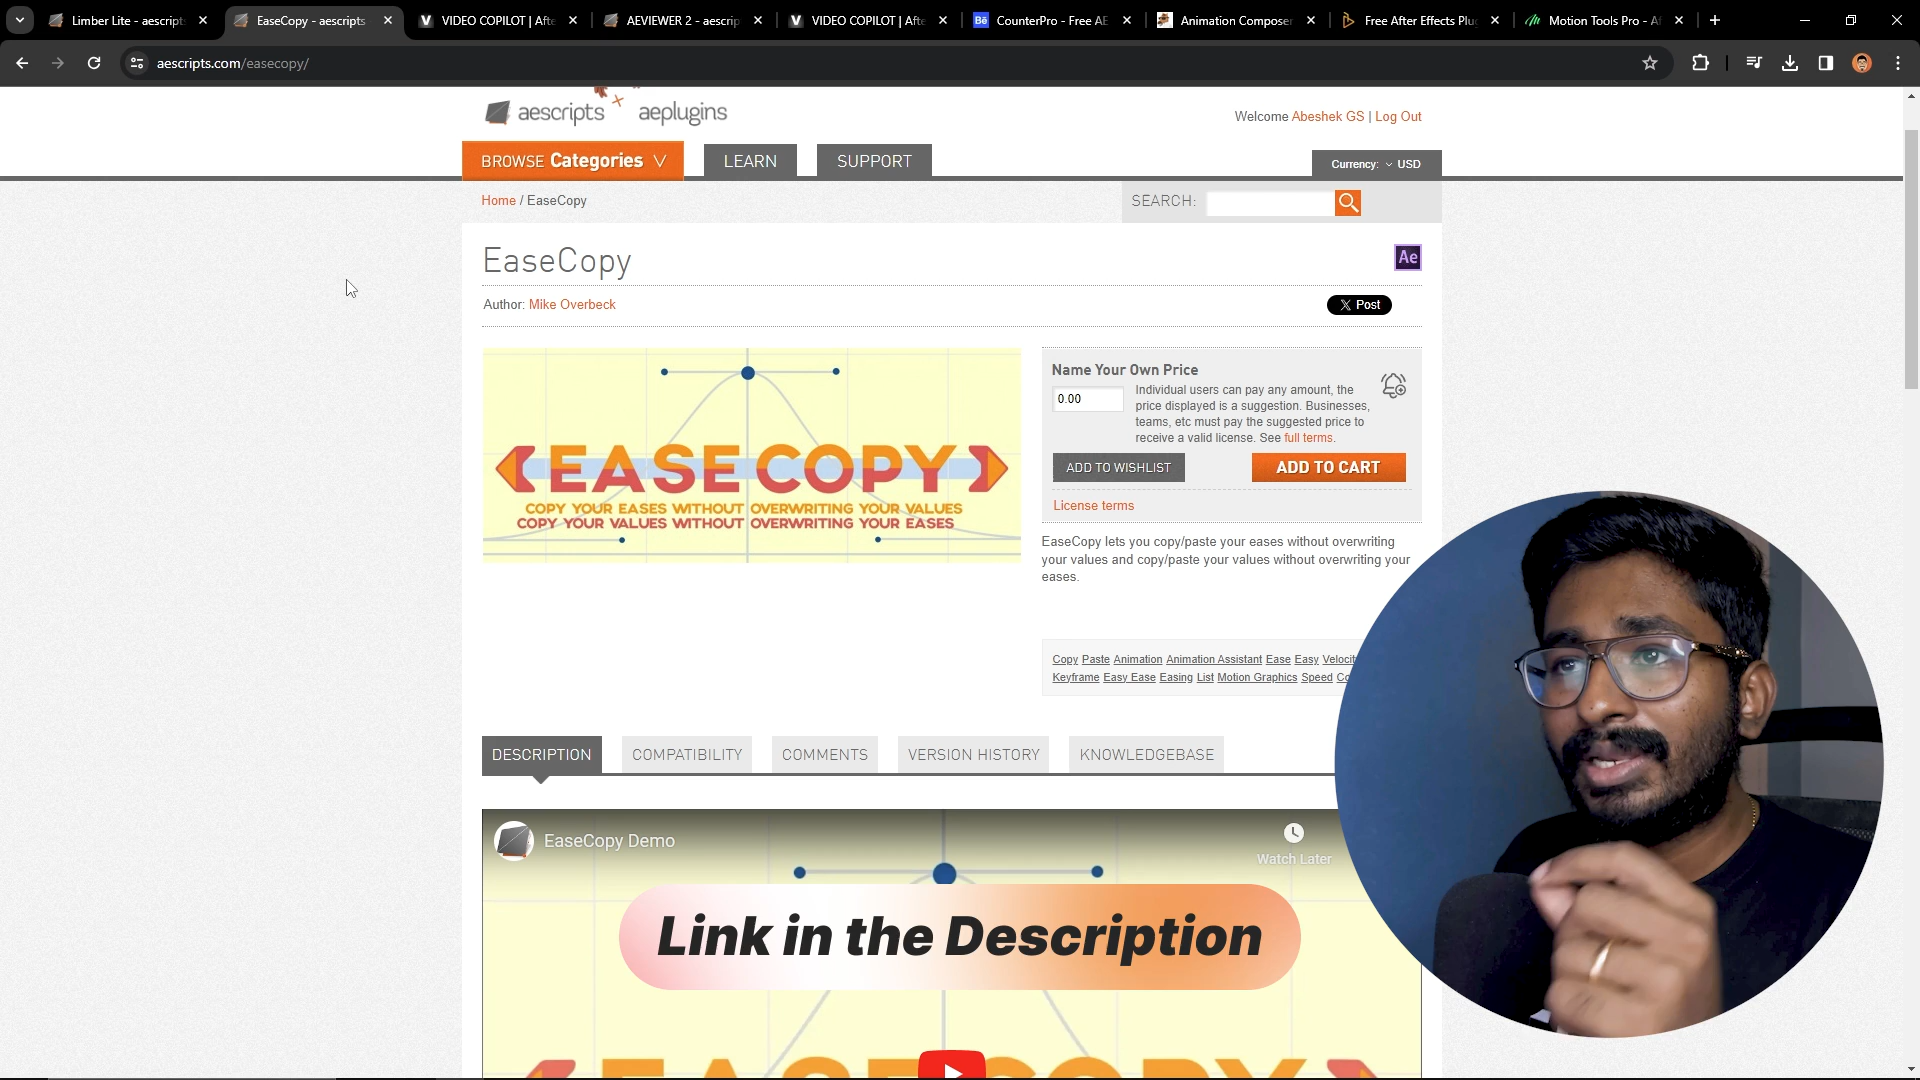 Limber Lite - aescripts
EaseCopy - aescripts
VIDEO COPILOT | Afte
AEVIEWER 2 - aescrip
VIDEO COPILOT | Afte
CounterPro - Free AE
Animation Composer
Free After Effects Plug
Motion Tools Pro - Af
aescripts.com/easecopy/
aescripts + aeplugins
Welcome Abeshek GS | Log Out
BROWSE Categories
LEARN
SUPPORT
Currency: USD
Home / EaseCopy
SEARCH:
EaseCopy
Ae
Author: Mike Overbeck
X Post
EASE COPY
COPY YOUR EASES WITHOUT OVERWRITING YOUR VALUES
COPY YOUR VALUES WITHOUT OVERWRITING YOUR EASES
Name Your Own Price
0.00
Individual users can pay any amount, the
price displayed is a suggestion. Businesses,
teams, etc must pay the suggested price to
receive a valid license. See full terms.
ADD TO WISHLIST
ADD TO CART
License terms
EaseCopy lets you copy/paste your eases without overwriting
your values and copy/paste your values without overwriting your
eases.
Copy Paste Animation Animation Assistant Ease Easy Velocit
Keyframe Easy Ease Easing List Motion Graphics Speed Co
DESCRIPTION
COMPATIBILITY
COMMENTS
VERSION HISTORY
KNOWLEDGEBASE
EaseCopy Demo
Watch Later
Link in the Description
EASE COPY